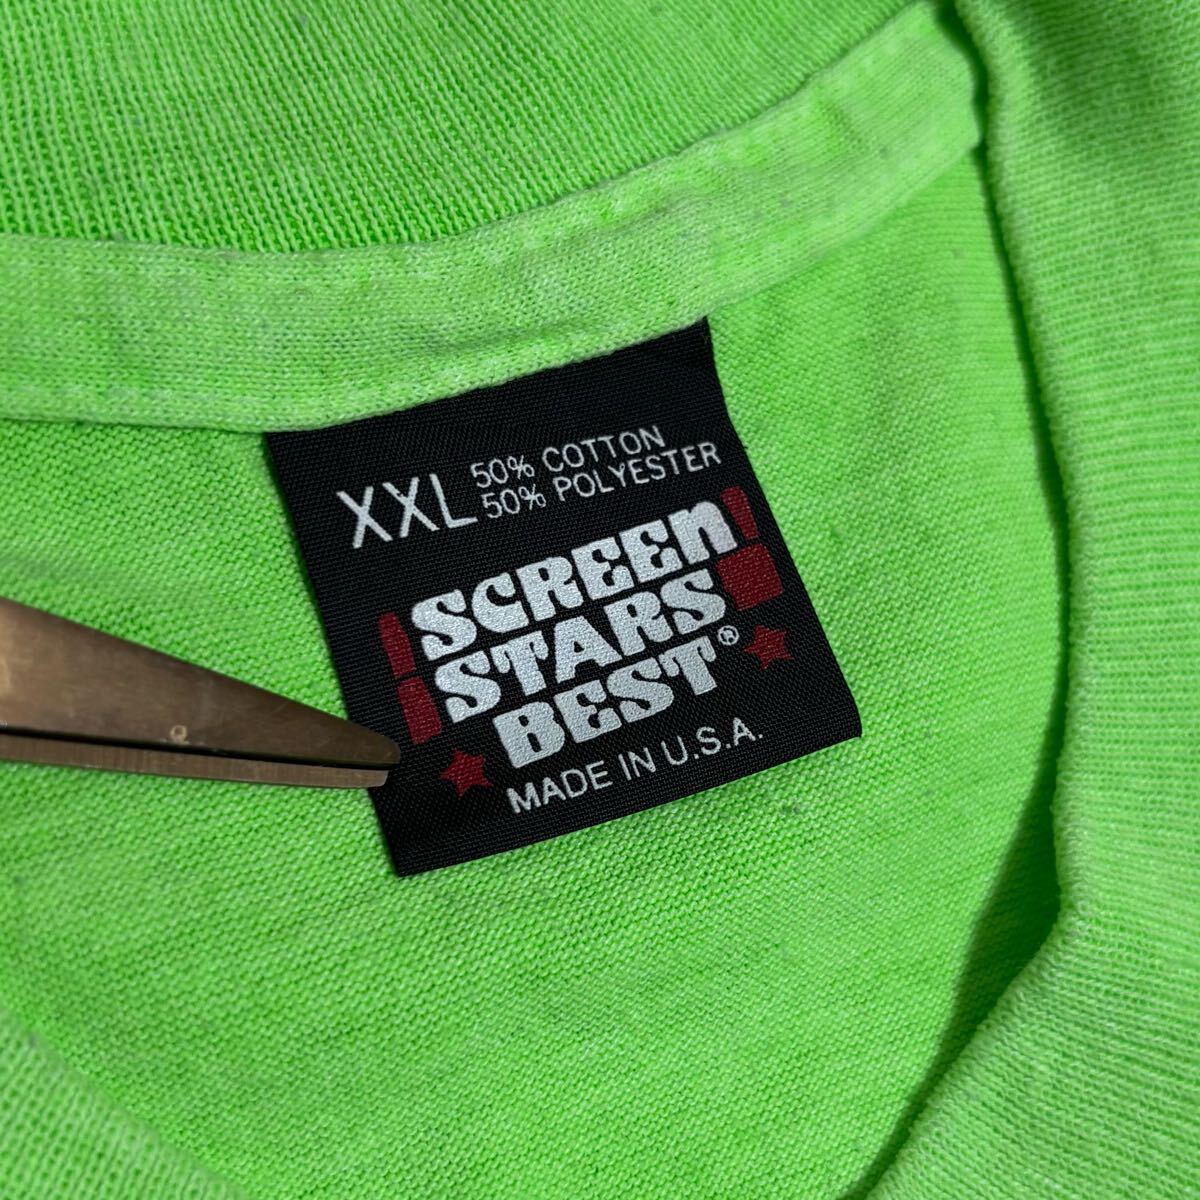 XXL 50% COTTON
50% POLYESTER
SCREEN
STARS
BEST®
MADE IN U.S.A.